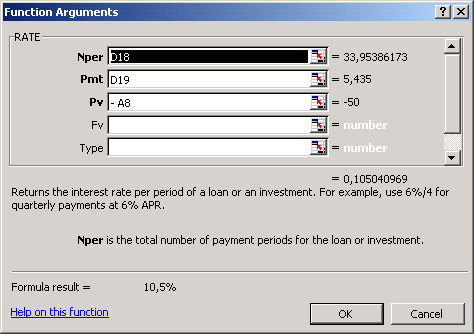 Function Arguments
RATE
Nper D18 = 33,95386173
Pmt D19 = 5,435
Pv - A8 = -50
Fv = number
Type = number
= 0,105040969
Returns the interest rate per period of a loan or an investment. For example, use 6%/4 for
quarterly payments at 6% APR.
Nper is the total number of payment periods for the loan or investment.
Formula result = 10,5%
Help on this function OK Cancel